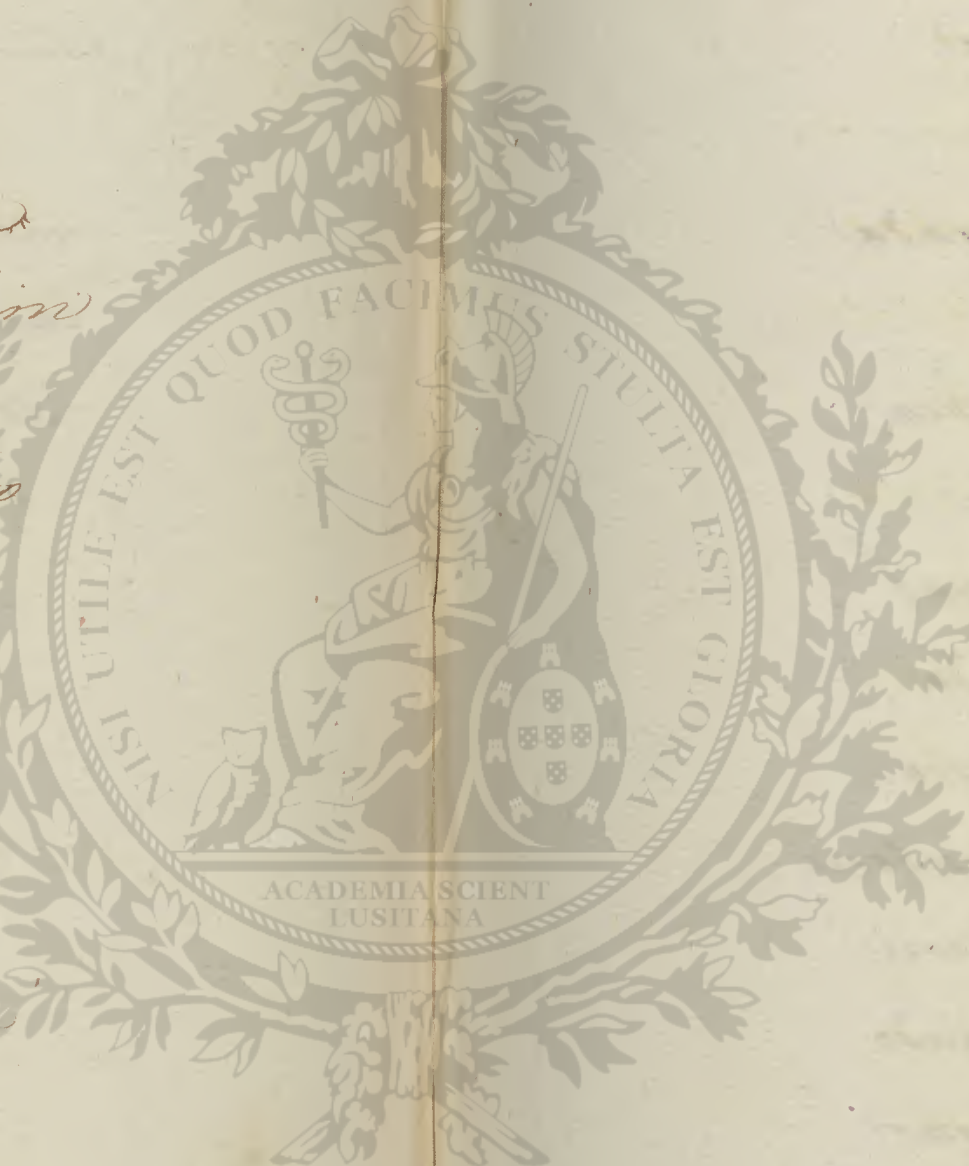 NISI UTILE EST QUOD FACIMUS STULTA EST GLORIA
ACADEMIA SCIENT
LUSITANA